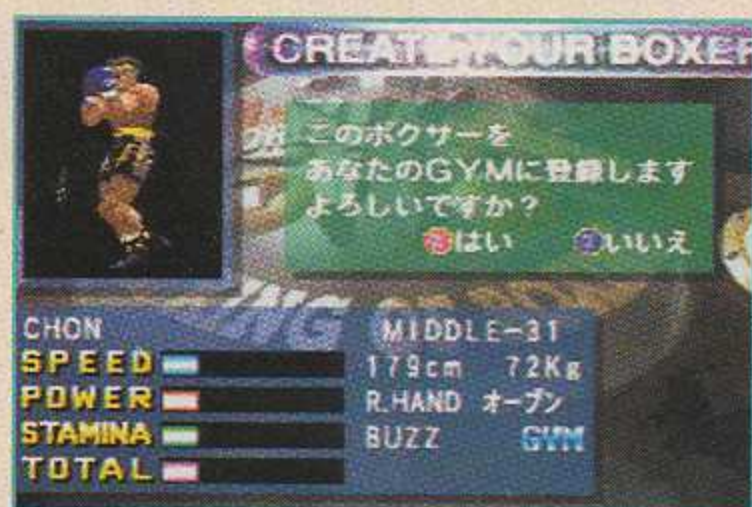 CREATE YOUR BOXER
このボクサーを
あなたのGYMに登録します
よろしいですか?
はい いいえ
CHON
MIDDLE-31
SPEED
179cm 72Kg
POWER
R.HAND オープン
STAMINA
BUZZ GYM
TOTAL